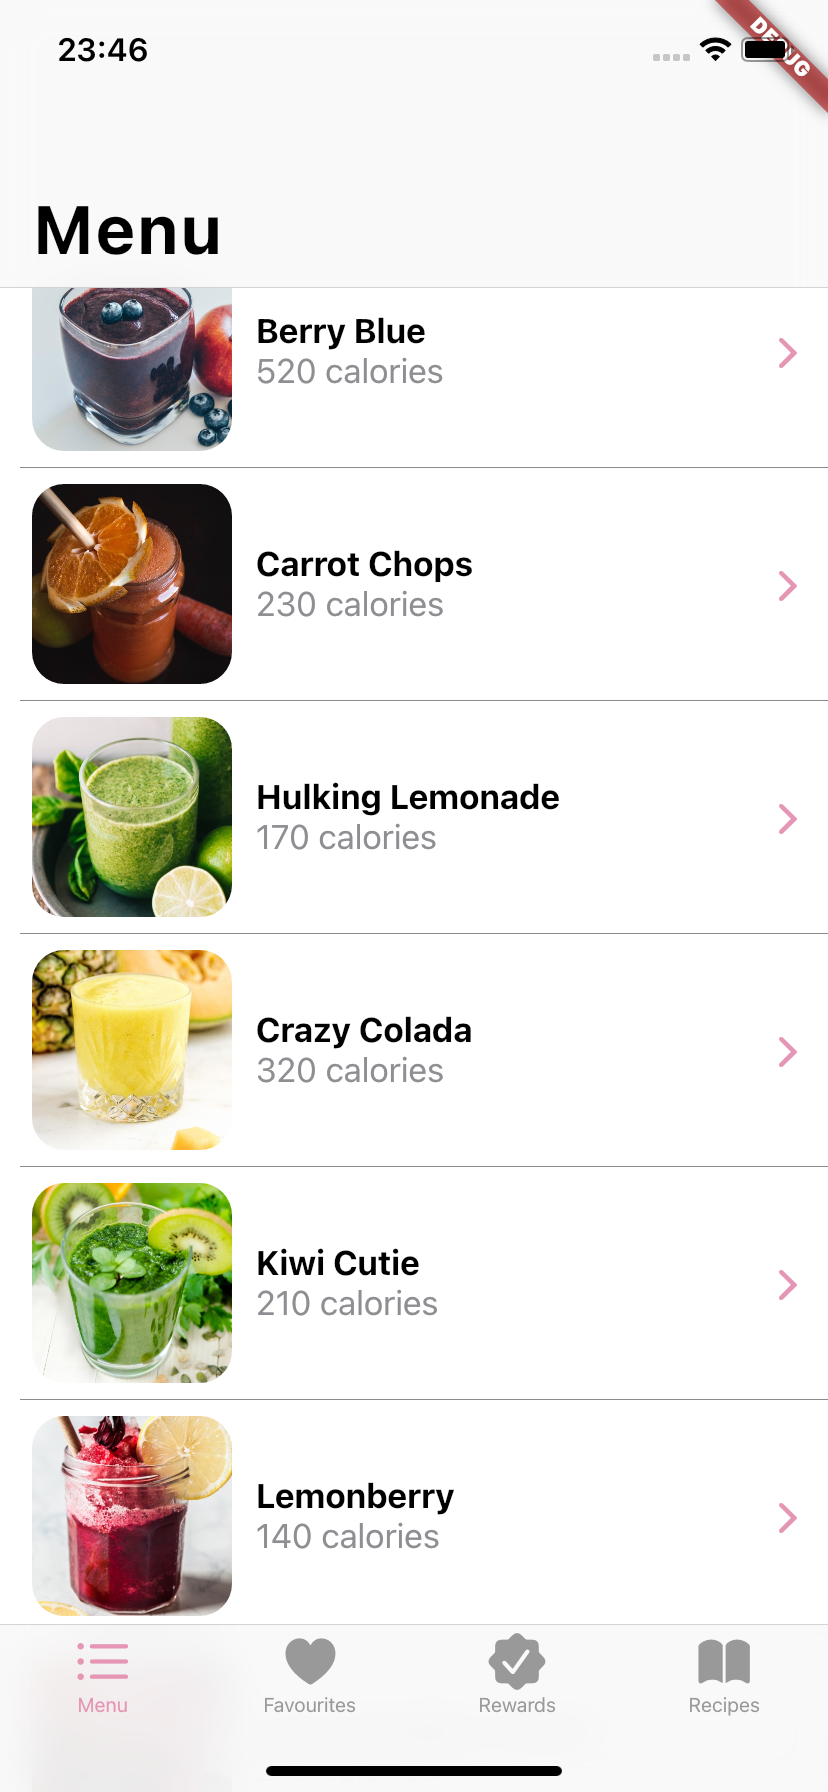 23:46
DEBUG
Menu
Berry Blue
520 calories
Carrot Chops
230 calories
Hulking Lemonade
170 calories
Crazy Colada
320 calories
Kiwi Cutie
210 calories
Lemonberry
140 calories
Menu
Favourites
Rewards
Recipes